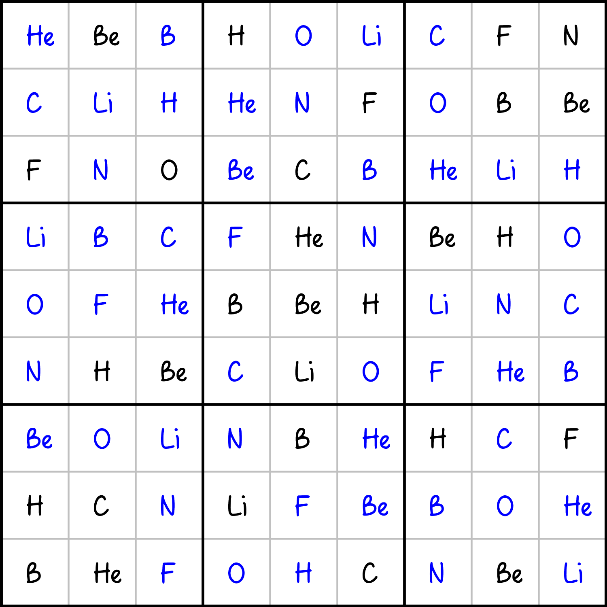 He Be B H O Li C F N
C Li H He N F O B Be
F N O Be C B He Li H
Li B C F He N Be H O
O F He B Be H Li N C
N H Be C Li O F He B
Be O Li N B He H C F
H C N Li F Be B O He
B He F O H C N Be Li